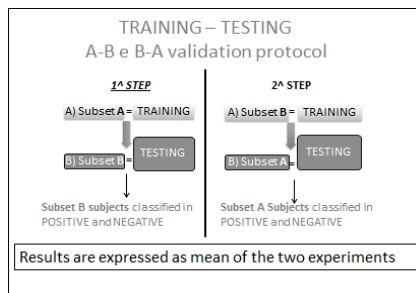 TRAINING – TESTING
A-B e B-A validation protocol
1^ STEP
A) Subset A = TRAINING
B) Subset B = TESTING
Subset B subjects classified in
POSITIVE and NEGATIVE
2^ STEP
A) Subset B = TRAINING
B) Subset A = TESTING
Subset A Subjects classified in
POSITIVE and NEGATIVE
Results are expressed as mean of the two experiments